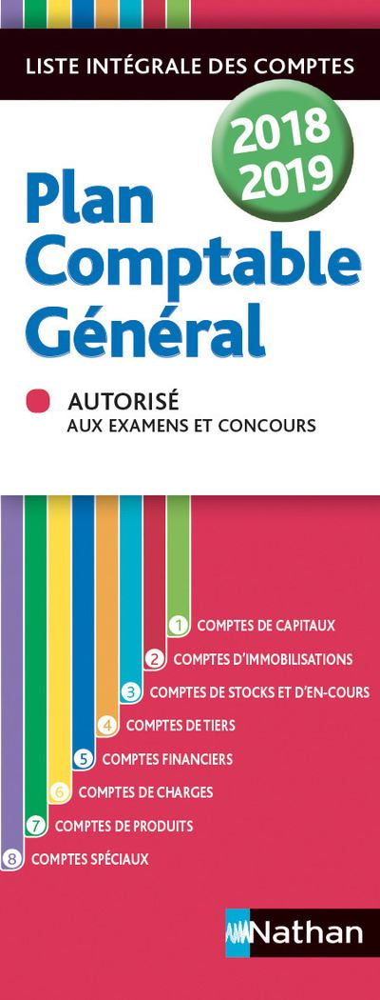 LISTE INTÉGRALE DES COMPTES
2018
2019
Plan
Comptable
Général
AUTORISÉ
AUX EXAMENS ET CONCOURS
1 COMPTES DE CAPITAUX
2 COMPTES D'IMMOBILISATIONS
3 COMPTES DE STOCKS ET D'EN-COURS
4 COMPTES DE TIERS
5 COMPTES FINANCIERS
6 COMPTES DE CHARGES
7 COMPTES DE PRODUITS
8 COMPTES SPÉCIAUX
Nathan